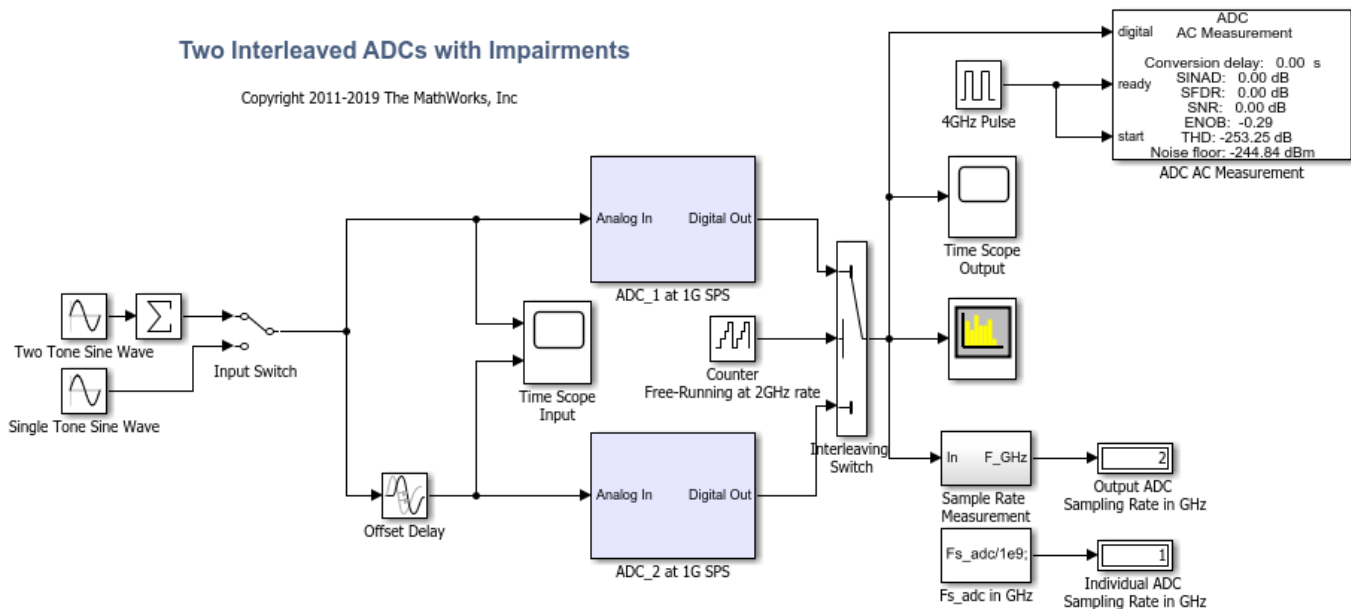 Two Interleaved ADCs with Impairments
Copyright 2011-2019 The MathWorks, Inc
ADC
AC Measurement
digital
ready
start
Conversion delay: 0.00 s
SINAD: 0.00 dB
SFDR: 0.00 dB
SNR: 0.00 dB
ENOB: -0.29
THD: -253.25 dB
Noise floor: -244.84 dBm
ADC AC Measurement
4GHz Pulse
Time Scope
Output
Analog In
Digital Out
ADC_1 at 1G SPS
Two Tone Sine Wave
Single Tone Sine Wave
Input Switch
Time Scope
Input
Counter
Free-Running at 2GHz rate
Interleaving
Switch
Offset Delay
Analog In
Digital Out
ADC_2 at 1G SPS
In
F_GHz
Sample Rate
Measurement
2
Output ADC
Sampling Rate in GHz
Fs_adc/1e9;
Fs_adc in GHz
1
Individual ADC
Sampling Rate in GHz